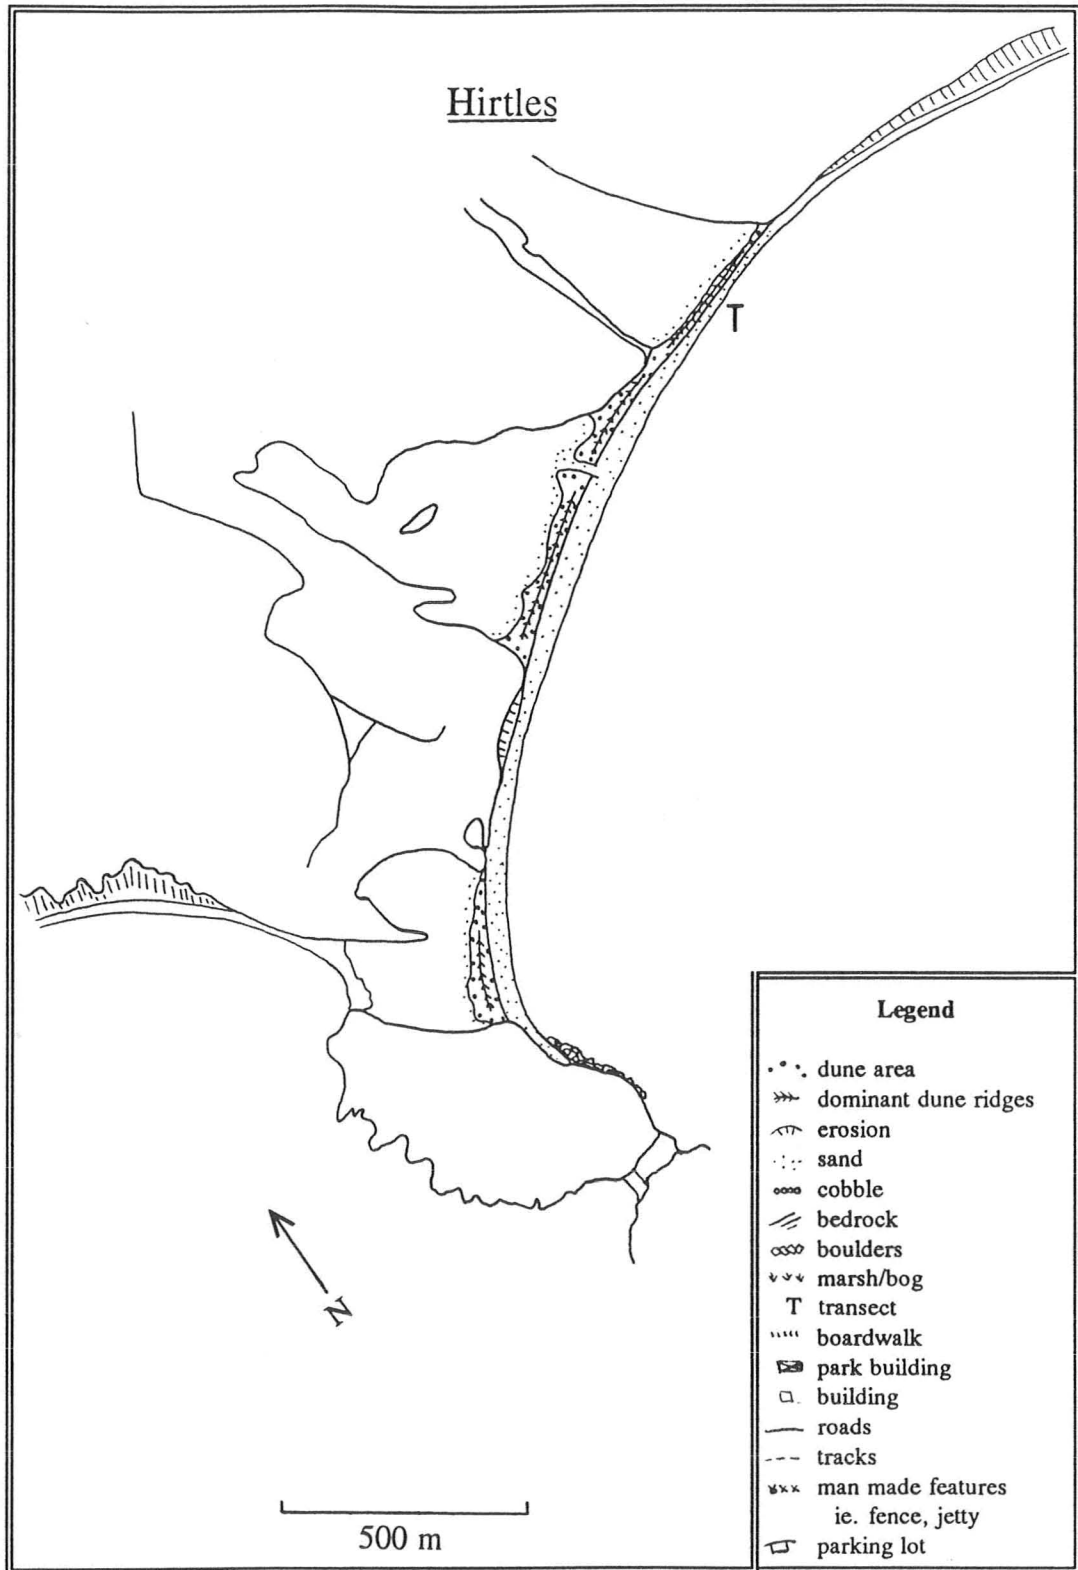 Hirtles
T
N
500 m
Legend
dune area
dominant dune ridges
erosion
sand
cobble
bedrock
boulders
marsh/bog
T transect
boardwalk
park building
building
roads
tracks
man made features
ie. fence, jetty
parking lot